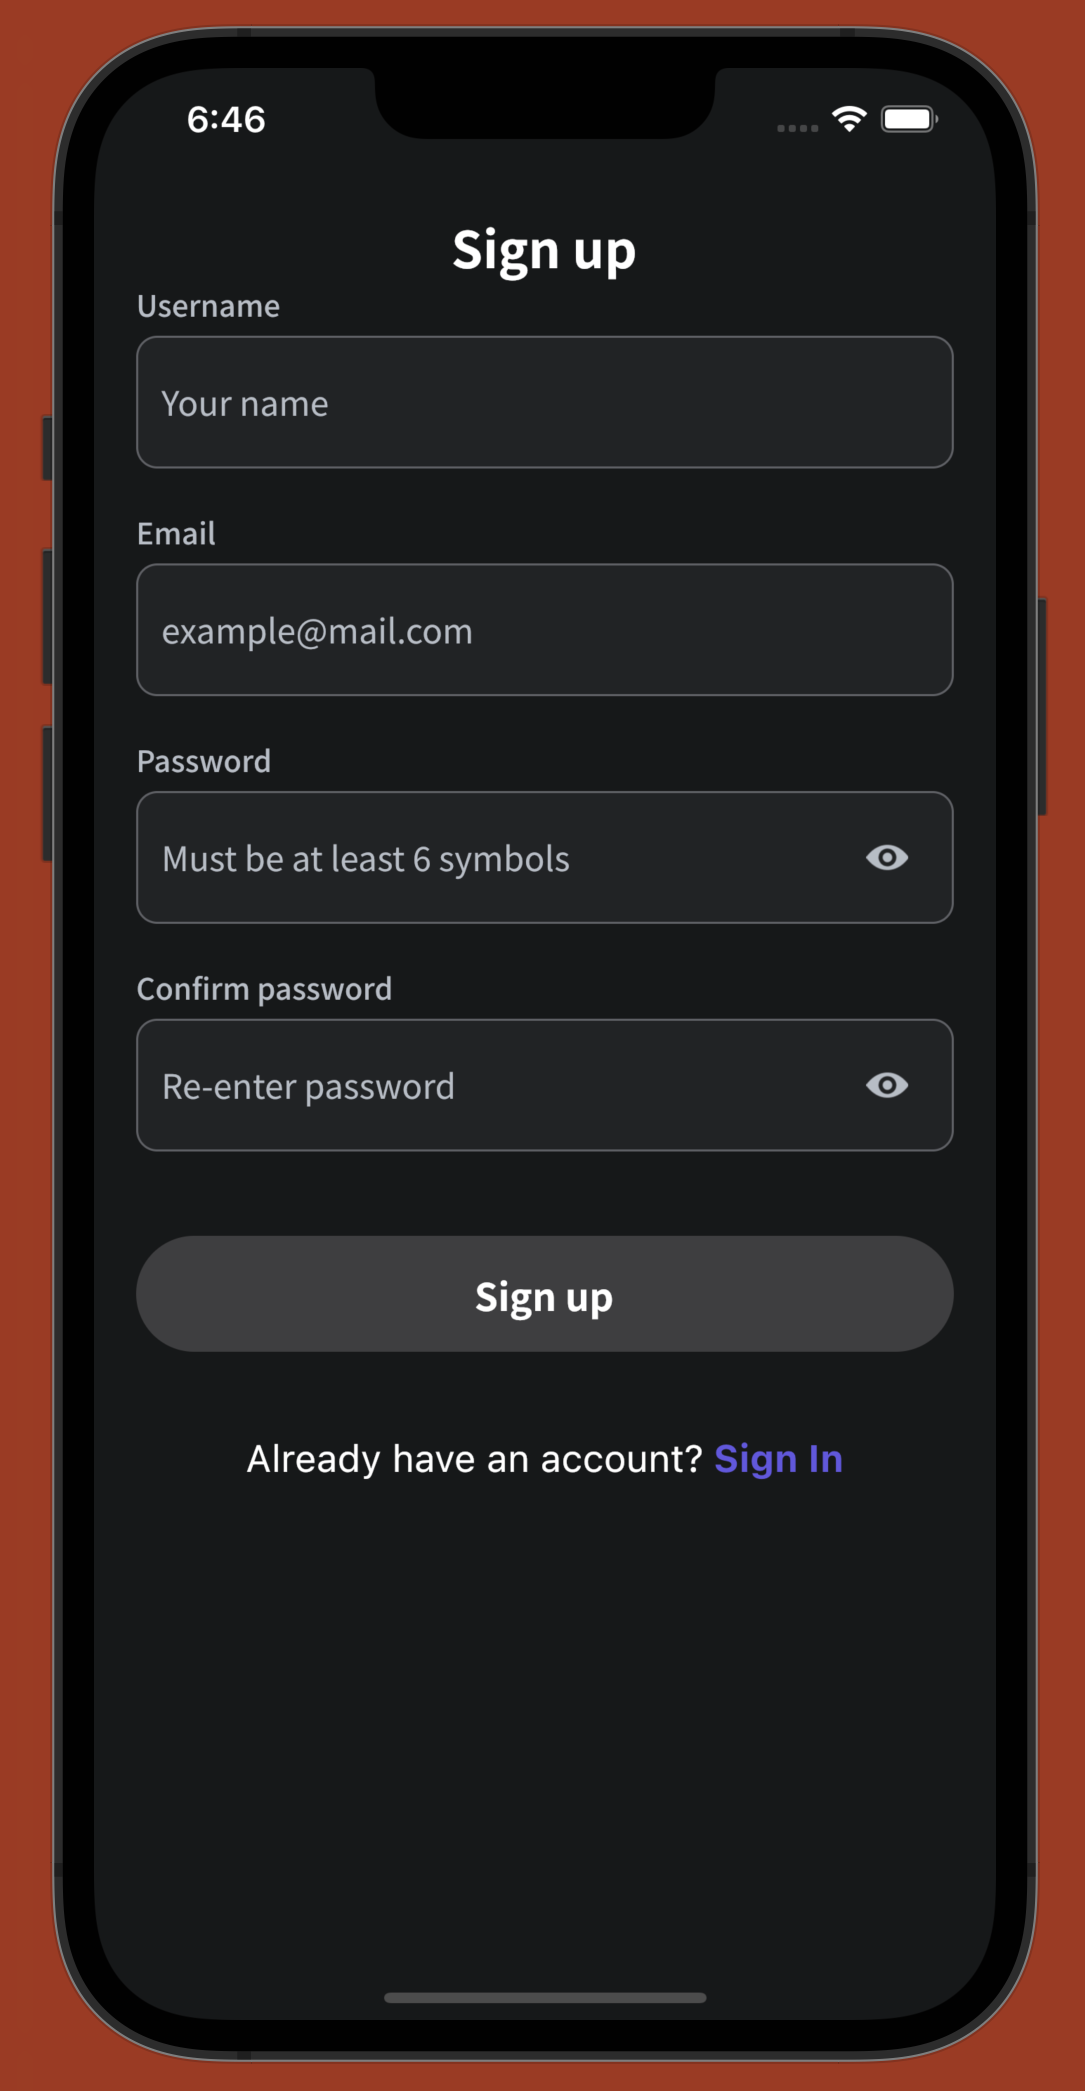 6:46
Sign up
Username
Your name
Email
example@mail.com
Password
Must be at least 6 symbols
Confirm password
Re-enter password
Sign up
Already have an account? Sign In